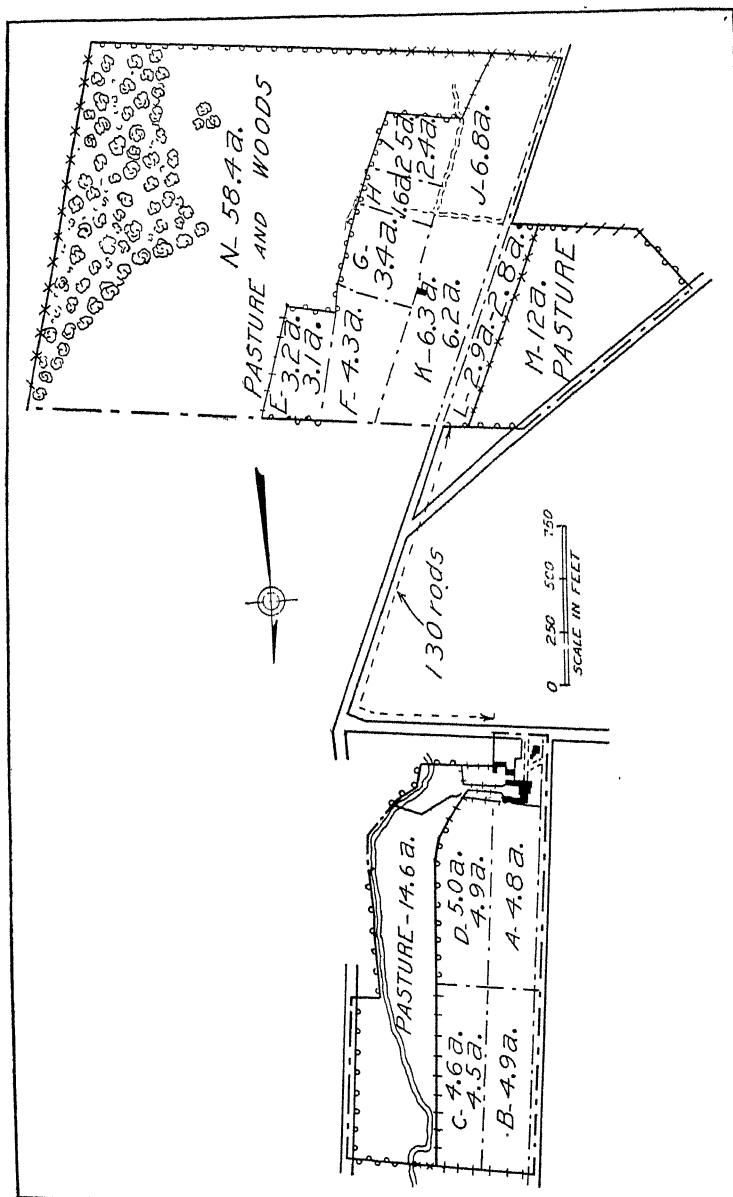 N-58.4a.
PASTURE AND WOODS
E-3.2a.
3.1a.
F-4.3a.
G-
3.4a.
H
.6a.
I
2.5a.
2.4a.
J-6.8a.
K-6.3a.
6.2a.
L-2.9a.-2.8a.
M-12a.
PASTURE
130 rods
0 250 500 750
SCALE IN FEET
PASTURE-14.6a.
D-5.0a.
4.9a.
A-4.8a.
C-4.6a.
4.5a.
B-4.9a.